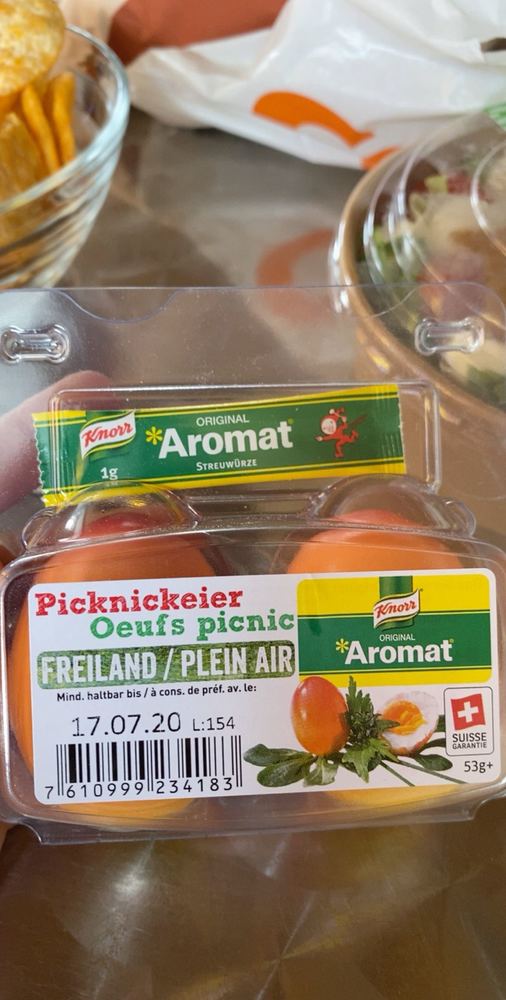 Knorr
ORIGINAL
*Aromat
STREUWÜRZE
1g
Picknickeier
Oeufs picnic
FREILAND / PLEIN AIR
Mind. haltbar bis / à cons. de préf. av. le:
17.07.20 L:154
7 610999 234183
Knorr
ORIGINAL
*Aromat
SUISSE
GARANTIE
53g+